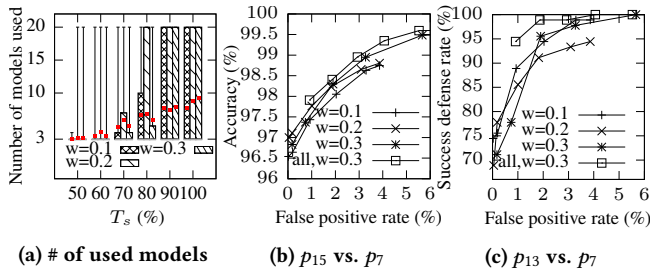 Number of models used
20
10
3
w=0.1
w=0.3
w=0.2
50 60 70 80 90 100
T_s (%)
(a) # of used models
Accuracy (%)
100
99.5
99
98.5
98
97.5
97
96.5
96
w=0.1
w=0.2
w=0.3
all,w=0.3
0 1 2 3 4 5 6
False positive rate (%)
(b) p15 vs. p7
Success defense rate (%)
100
95
90
85
80
75
70
w=0.1
w=0.2
w=0.3
all,w=0.3
0 1 2 3 4 5 6
False positive rate (%)
(c) p13 vs. p7